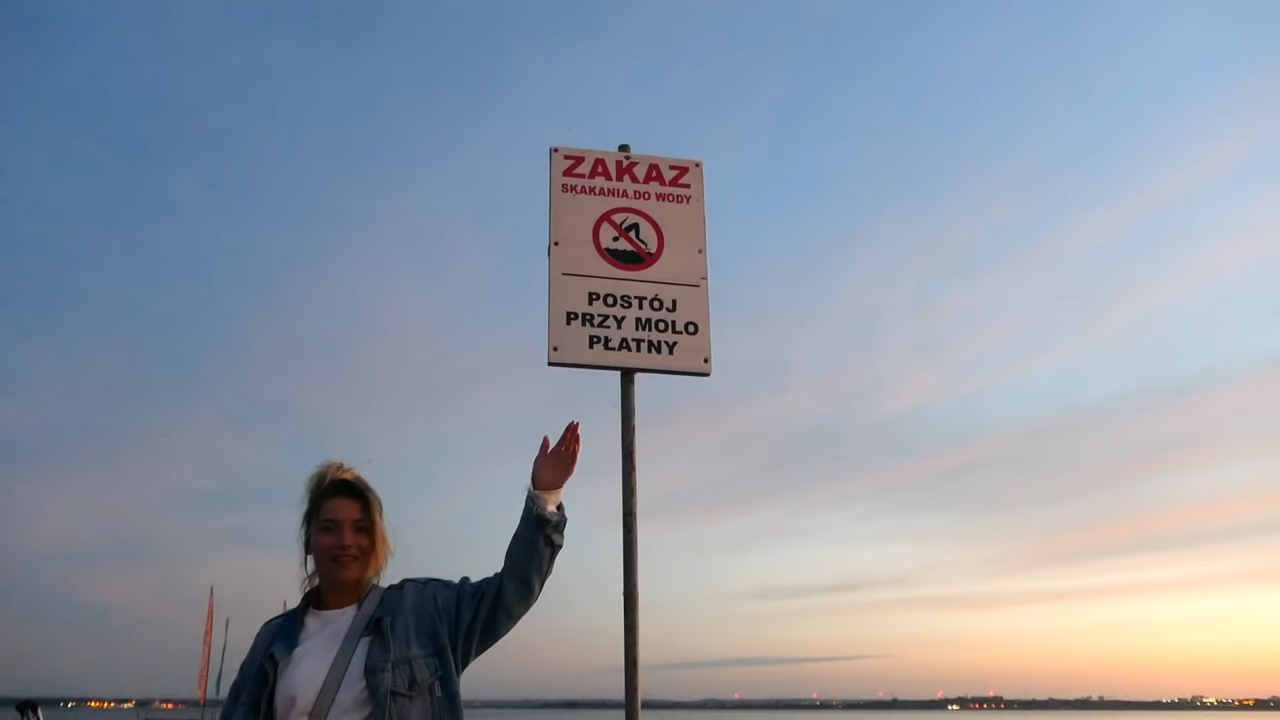 ZAKAZ
SKAKANIA DO WODY
POSTÓJ
PRZY MOLO
PŁATNY